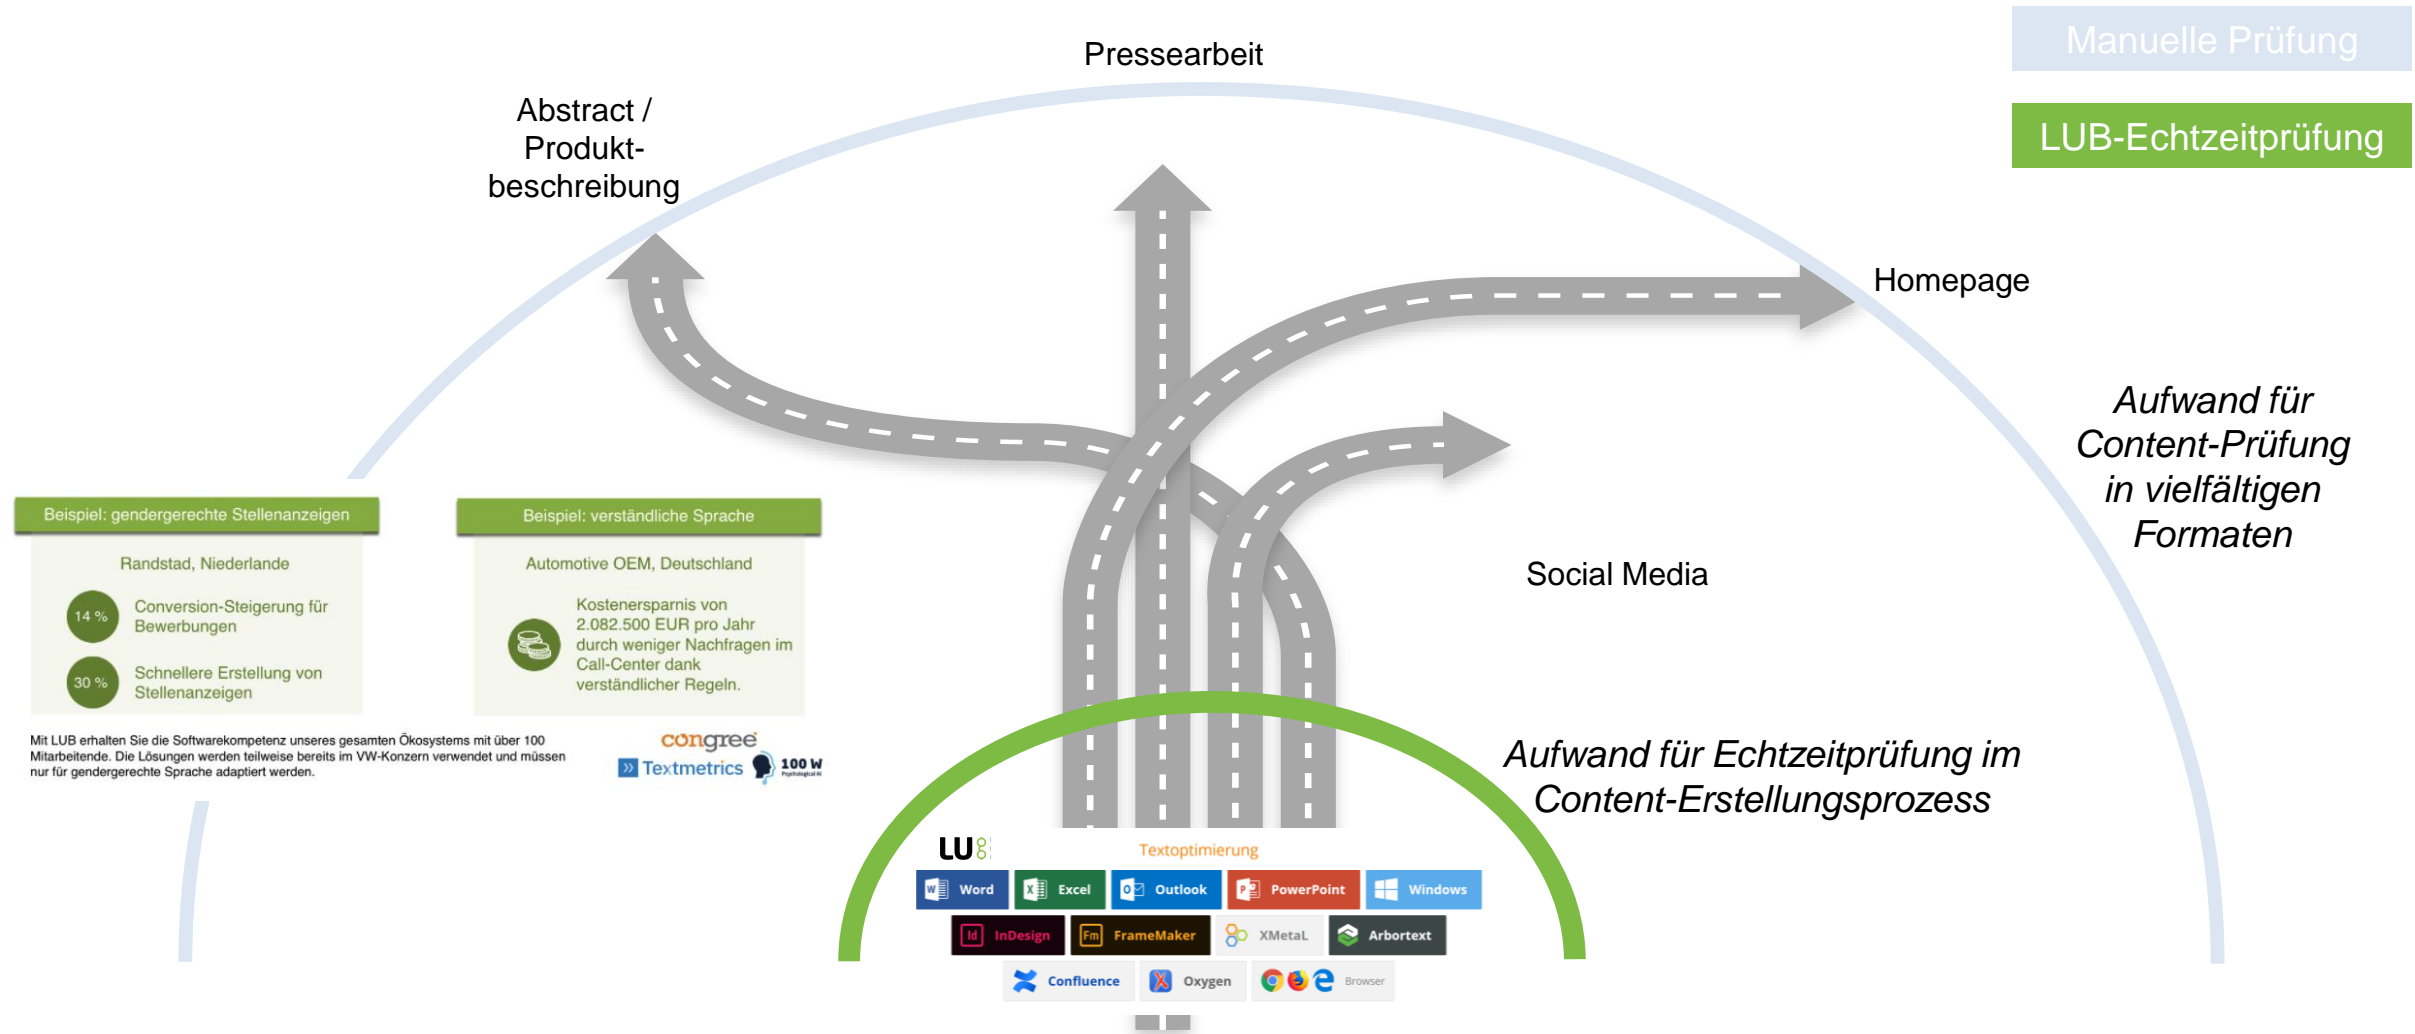 Pressearbeit
Manuelle Prüfung
Abstract /
Produkt-
beschreibung
LUB-Echtzeitprüfung
Homepage
Aufwand für
Content-Prüfung
in vielfältigen
Formaten
Beispiel: gendergerechte Stellenanzeigen
Randstad, Niederlande
14 %
Conversion-Steigerung für
Bewerbungen
30 %
Schnellere Erstellung von
Stellenanzeigen
Beispiel: verständliche Sprache
Automotive OEM, Deutschland
Kostenersparnis von
2.082.500 EUR pro Jahr
durch weniger Nachfragen im
Call-Center dank
verständlicher Regeln.
Social Media
Mit LUB erhalten Sie die Softwarekompetenz unseres gesamten Ökosystems mit über 100
Mitarbeitende. Die Lösungen werden teilweise bereits im VW-Konzern verwendet und müssen
nur für gendergerechte Sprache adaptiert werden.
congree
Textmetrics
100 W
Psychological AI
Aufwand für Echtzeitprüfung im
Content-Erstellungsprozess
LU8
Textoptimierung
W Word
X Excel
O Outlook
P PowerPoint
Windows
Id InDesign
Fm FrameMaker
XMetaL
Arbortext
Confluence
X Oxygen
Browser